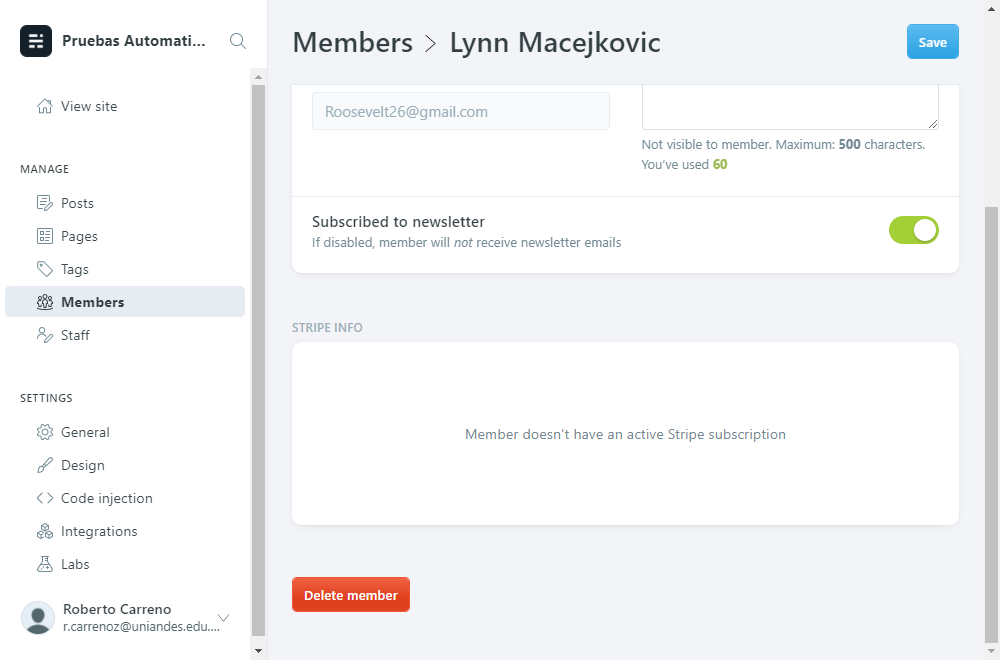 Pruebas Automati...
View site
MANAGE
Posts
Pages
Tags
Members
Staff
SETTINGS
General
Design
Code injection
Integrations
Labs
Roberto Carreno
r.carrenoz@uniandes.edu....
Members > Lynn Macejkovic
Save
Roosevelt26@gmail.com
Not visible to member. Maximum: 500 characters.
You've used 60
Subscribed to newsletter
If disabled, member will not receive newsletter emails
STRIPE INFO
Member doesn't have an active Stripe subscription
Delete member